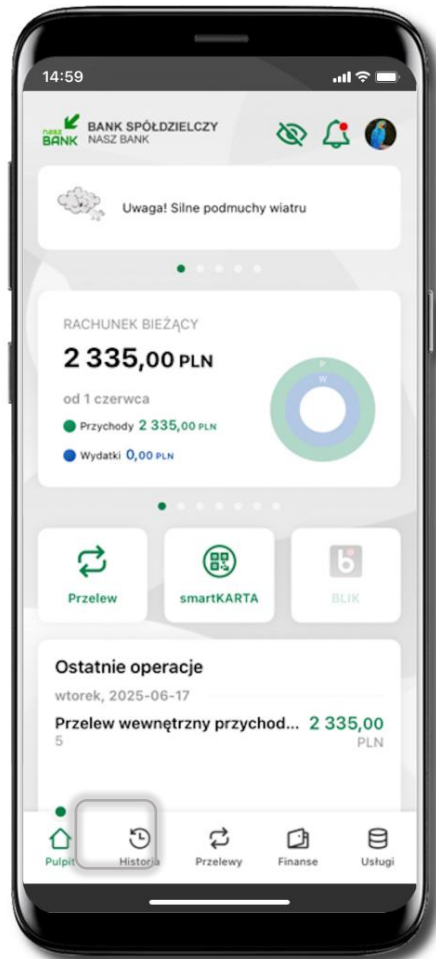 14:59
nasz BANK
BANK SPÓŁDZIELCZY
NASZ BANK
Uwaga! Silne podmuchy wiatru
RACHUNEK BIEŻĄCY
2 335,00 PLN
od 1 czerwca
Przychody 2 335,00 PLN
Wydatki 0,00 PLN
P
W
Przelew
smartKARTA
BLIK
Ostatnie operacje
wtorek, 2025-06-17
Przelew wewnętrzny przychod... 2 335,00
5 PLN
Pulpit Historia Przelewy Finanse Usługi